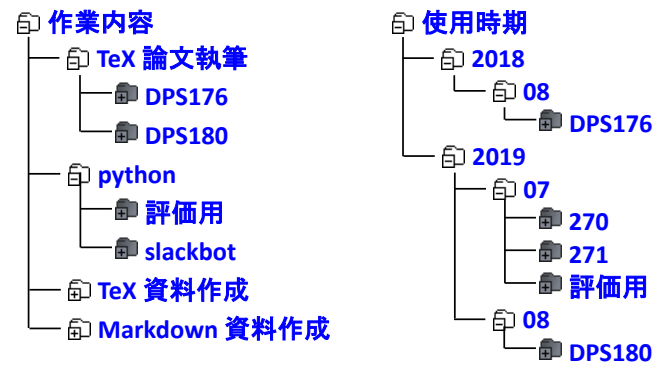 作業内容
TeX 論文執筆
DPS176
DPS180
python
評価用
slackbot
TeX 資料作成
Markdown 資料作成
使用時期
2018
08
DPS176
2019
07
270
271
評価用
08
DPS180